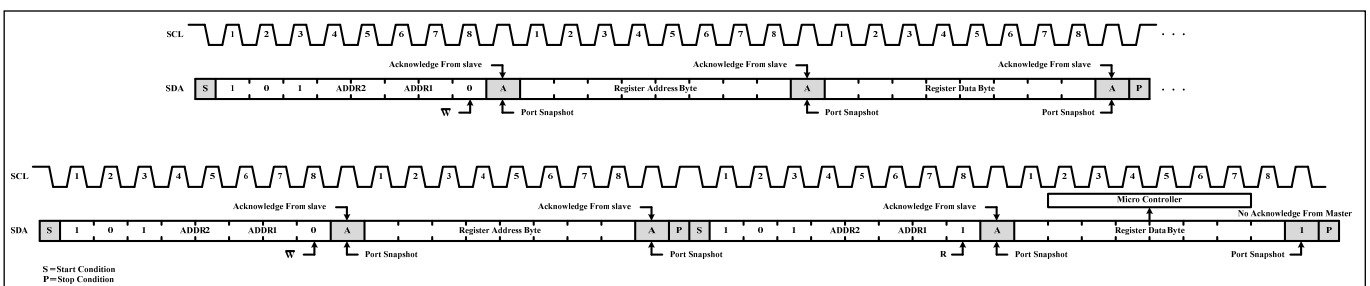 SCL 1 2 3 4 5 6 7 8 1 2 3 4 5 6 7 8 1 2 3 4 5 6 7 8 . . .
Acknowledge From slave Acknowledge From slave Acknowledge From slave
SDA S 1 0 1 ADDR2 ADDR1 0 A Register Address Byte A Register Data Byte A P . . .
W Port Snapshot Port Snapshot Port Snapshot
SCL 1 2 3 4 5 6 7 8 1 2 3 4 5 6 7 8 1 2 3 4 5 6 7 8 1 2 3 4 5 6 7 8
Micro Controller
Acknowledge From slave Acknowledge From slave Acknowledge From slave No Acknowledge From Master
SDA S 1 0 1 ADDR2 ADDR1 0 A Register Address Byte A P S 1 0 1 ADDR2 ADDR1 1 A Register Data Byte 1 P
W Port Snapshot Port Snapshot R Port Snapshot Port Snapshot
S=Start Condition
P=Stop Condition